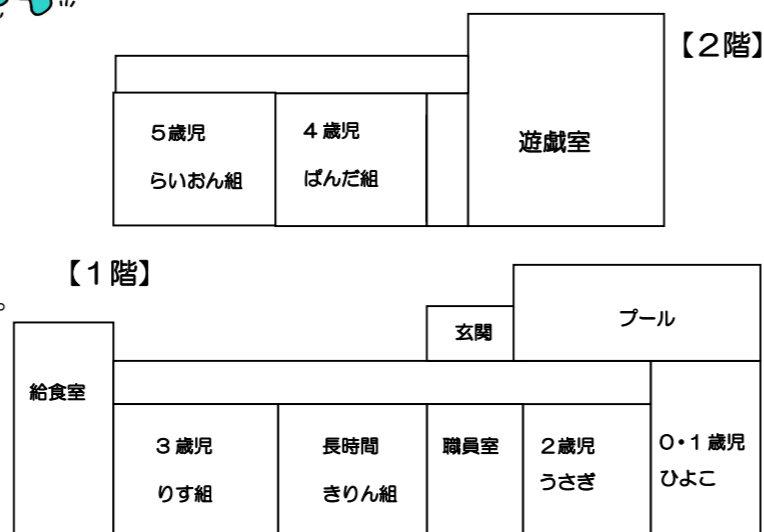 【2階】
5歳児
らいおん組
4歳児
ぱんだ組
遊戯室
【1階】
。
給食室
玄関
プール
3歳児
りす組
長時間
きりん組
職員室
2歳児
うさぎ
0・1歳児
ひよこ